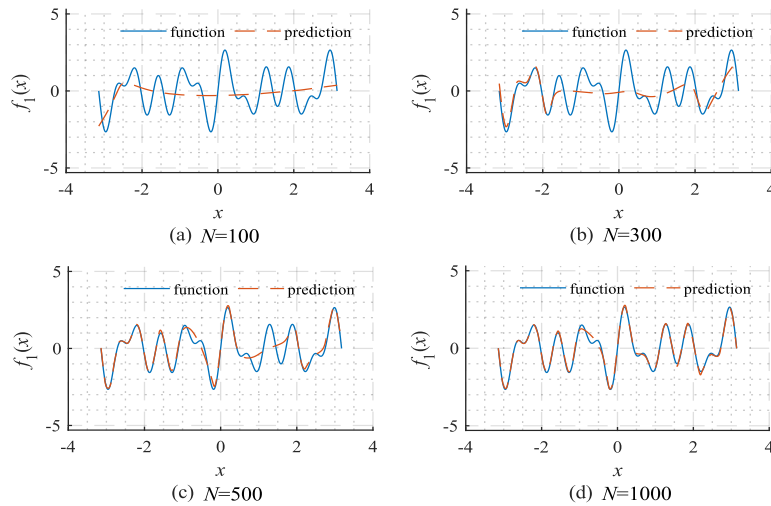 5
function prediction
f1(x)
0
-5
-4 -2 0 2 4
x
(a) N=100
5
function prediction
f1(x)
0
-5
-4 -2 0 2 4
x
(b) N=300
5
function prediction
f1(x)
0
-5
-4 -2 0 2 4
x
(c) N=500
5
function prediction
f1(x)
0
-5
-4 -2 0 2 4
x
(d) N=1000